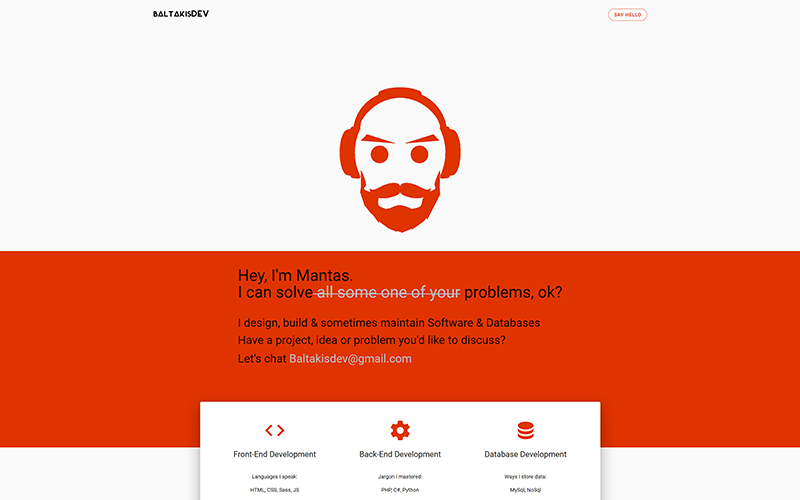 BALTAKISDEV
SAY HELLO
Hey, I'm Mantas.
I can solve all some one of your problems, ok?
I design, build & sometimes maintain Software & Databases
Have a project, idea or problem you'd like to discuss?
Let's chat Baltakisdev@gmail.com
Front-End Development
Back-End Development
Database Development
Languages I speak:
Jargon I mastered:
Ways I store data:
HTML, CSS, Sass, JS
PHP, C#, Python
MySql, NoSql